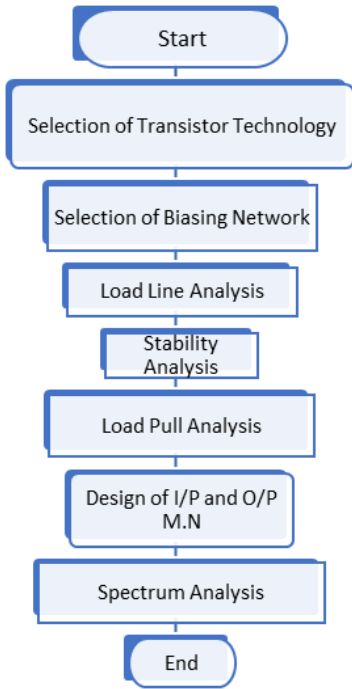 Start
Selection of Transistor Technology
Selection of Biasing Network
Load Line Analysis
Stability
Analysis
Load Pull Analysis
Design of I/P and O/P
M.N
Spectrum Analysis
End